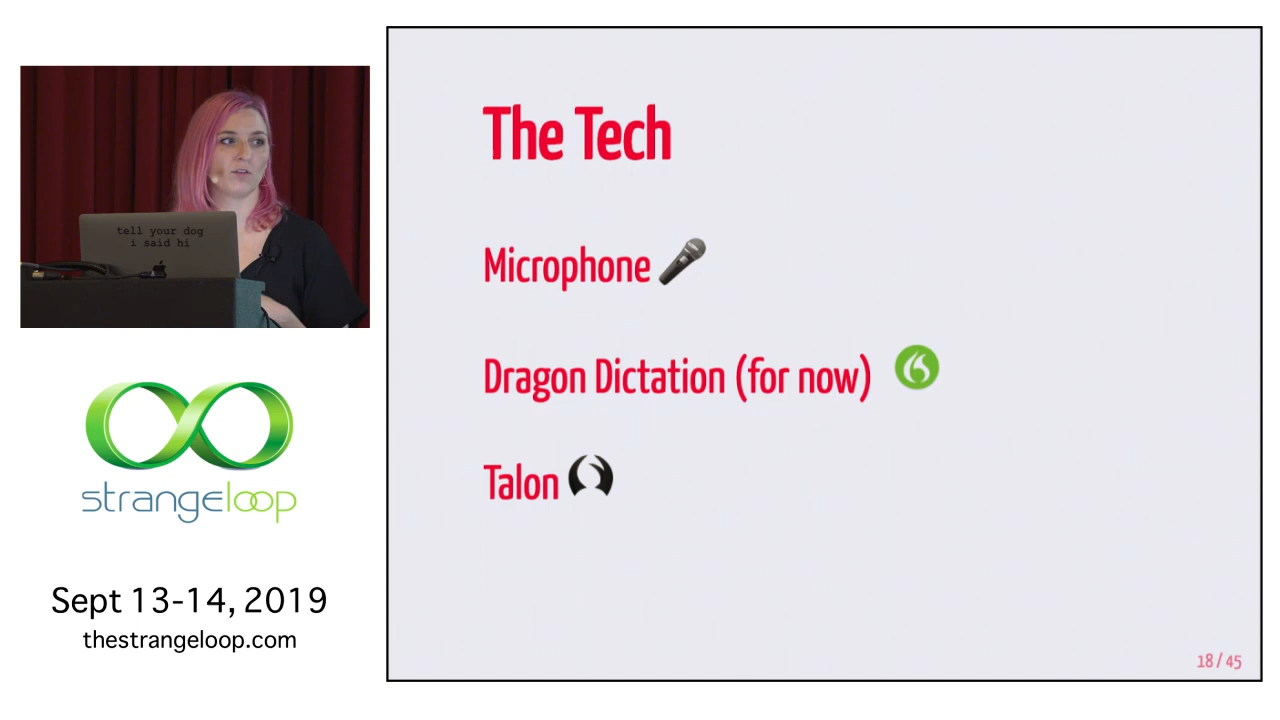 tell your dog
i said hi
strangeloop
Sept 13-14, 2019
thestrangeloop.com
The Tech
Microphone
Dragon Dictation (for now)
Talon
18 / 45